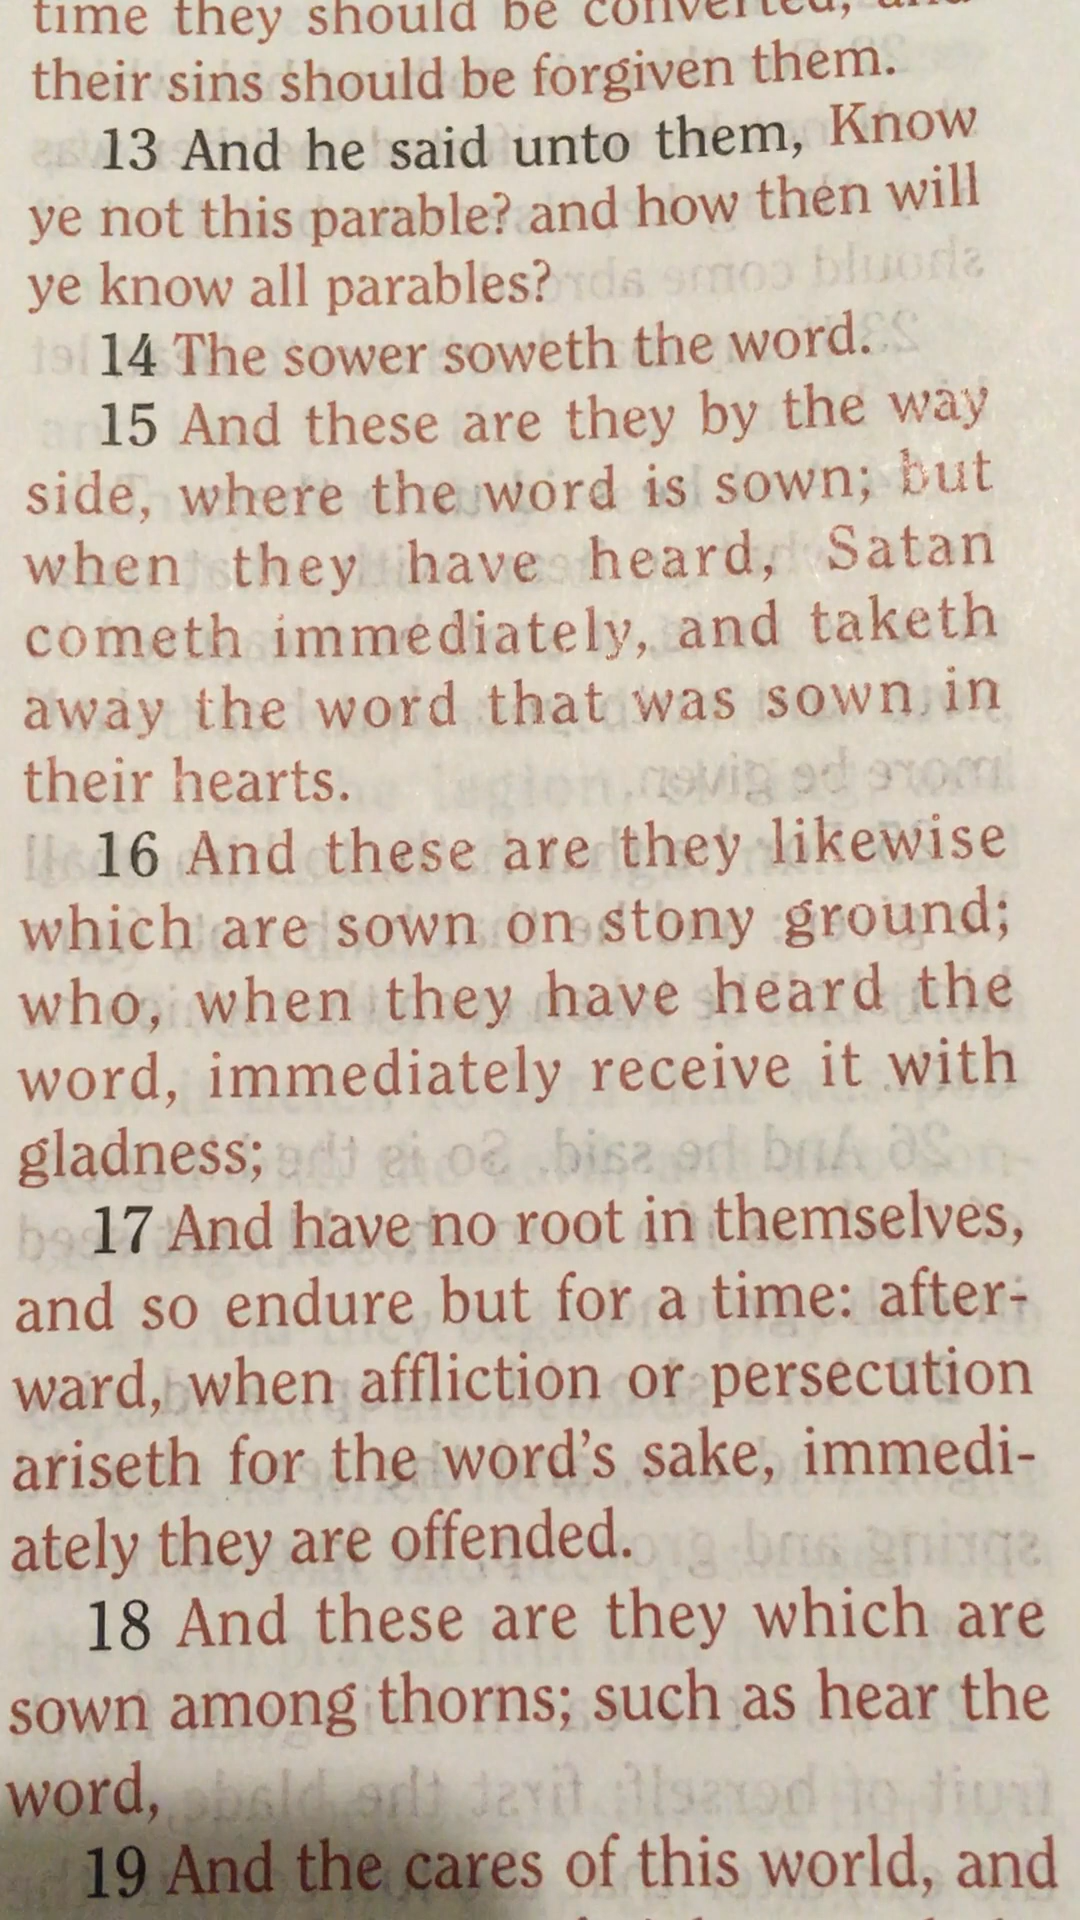 time they should be converted, and
their sins should be forgiven them.
13 And he said unto them, Know
ye not this parable? and how then will
ye know all parables?
14 The sower soweth the word.
15 And these are they by the way
side, where the word is sown; but
when they have heard, Satan
cometh immediately, and taketh
away the word that was sown in
their hearts.
16 And these are they likewise
which are sown on stony ground;
who, when they have heard the
word, immediately receive it with
gladness;
17 And have no root in themselves,
and so endure but for a time: after-
ward, when affliction or persecution
ariseth for the word's sake, immedi-
ately they are offended.
18 And these are they which are
sown among thorns; such as hear the
word,
19 And the cares of this world, and